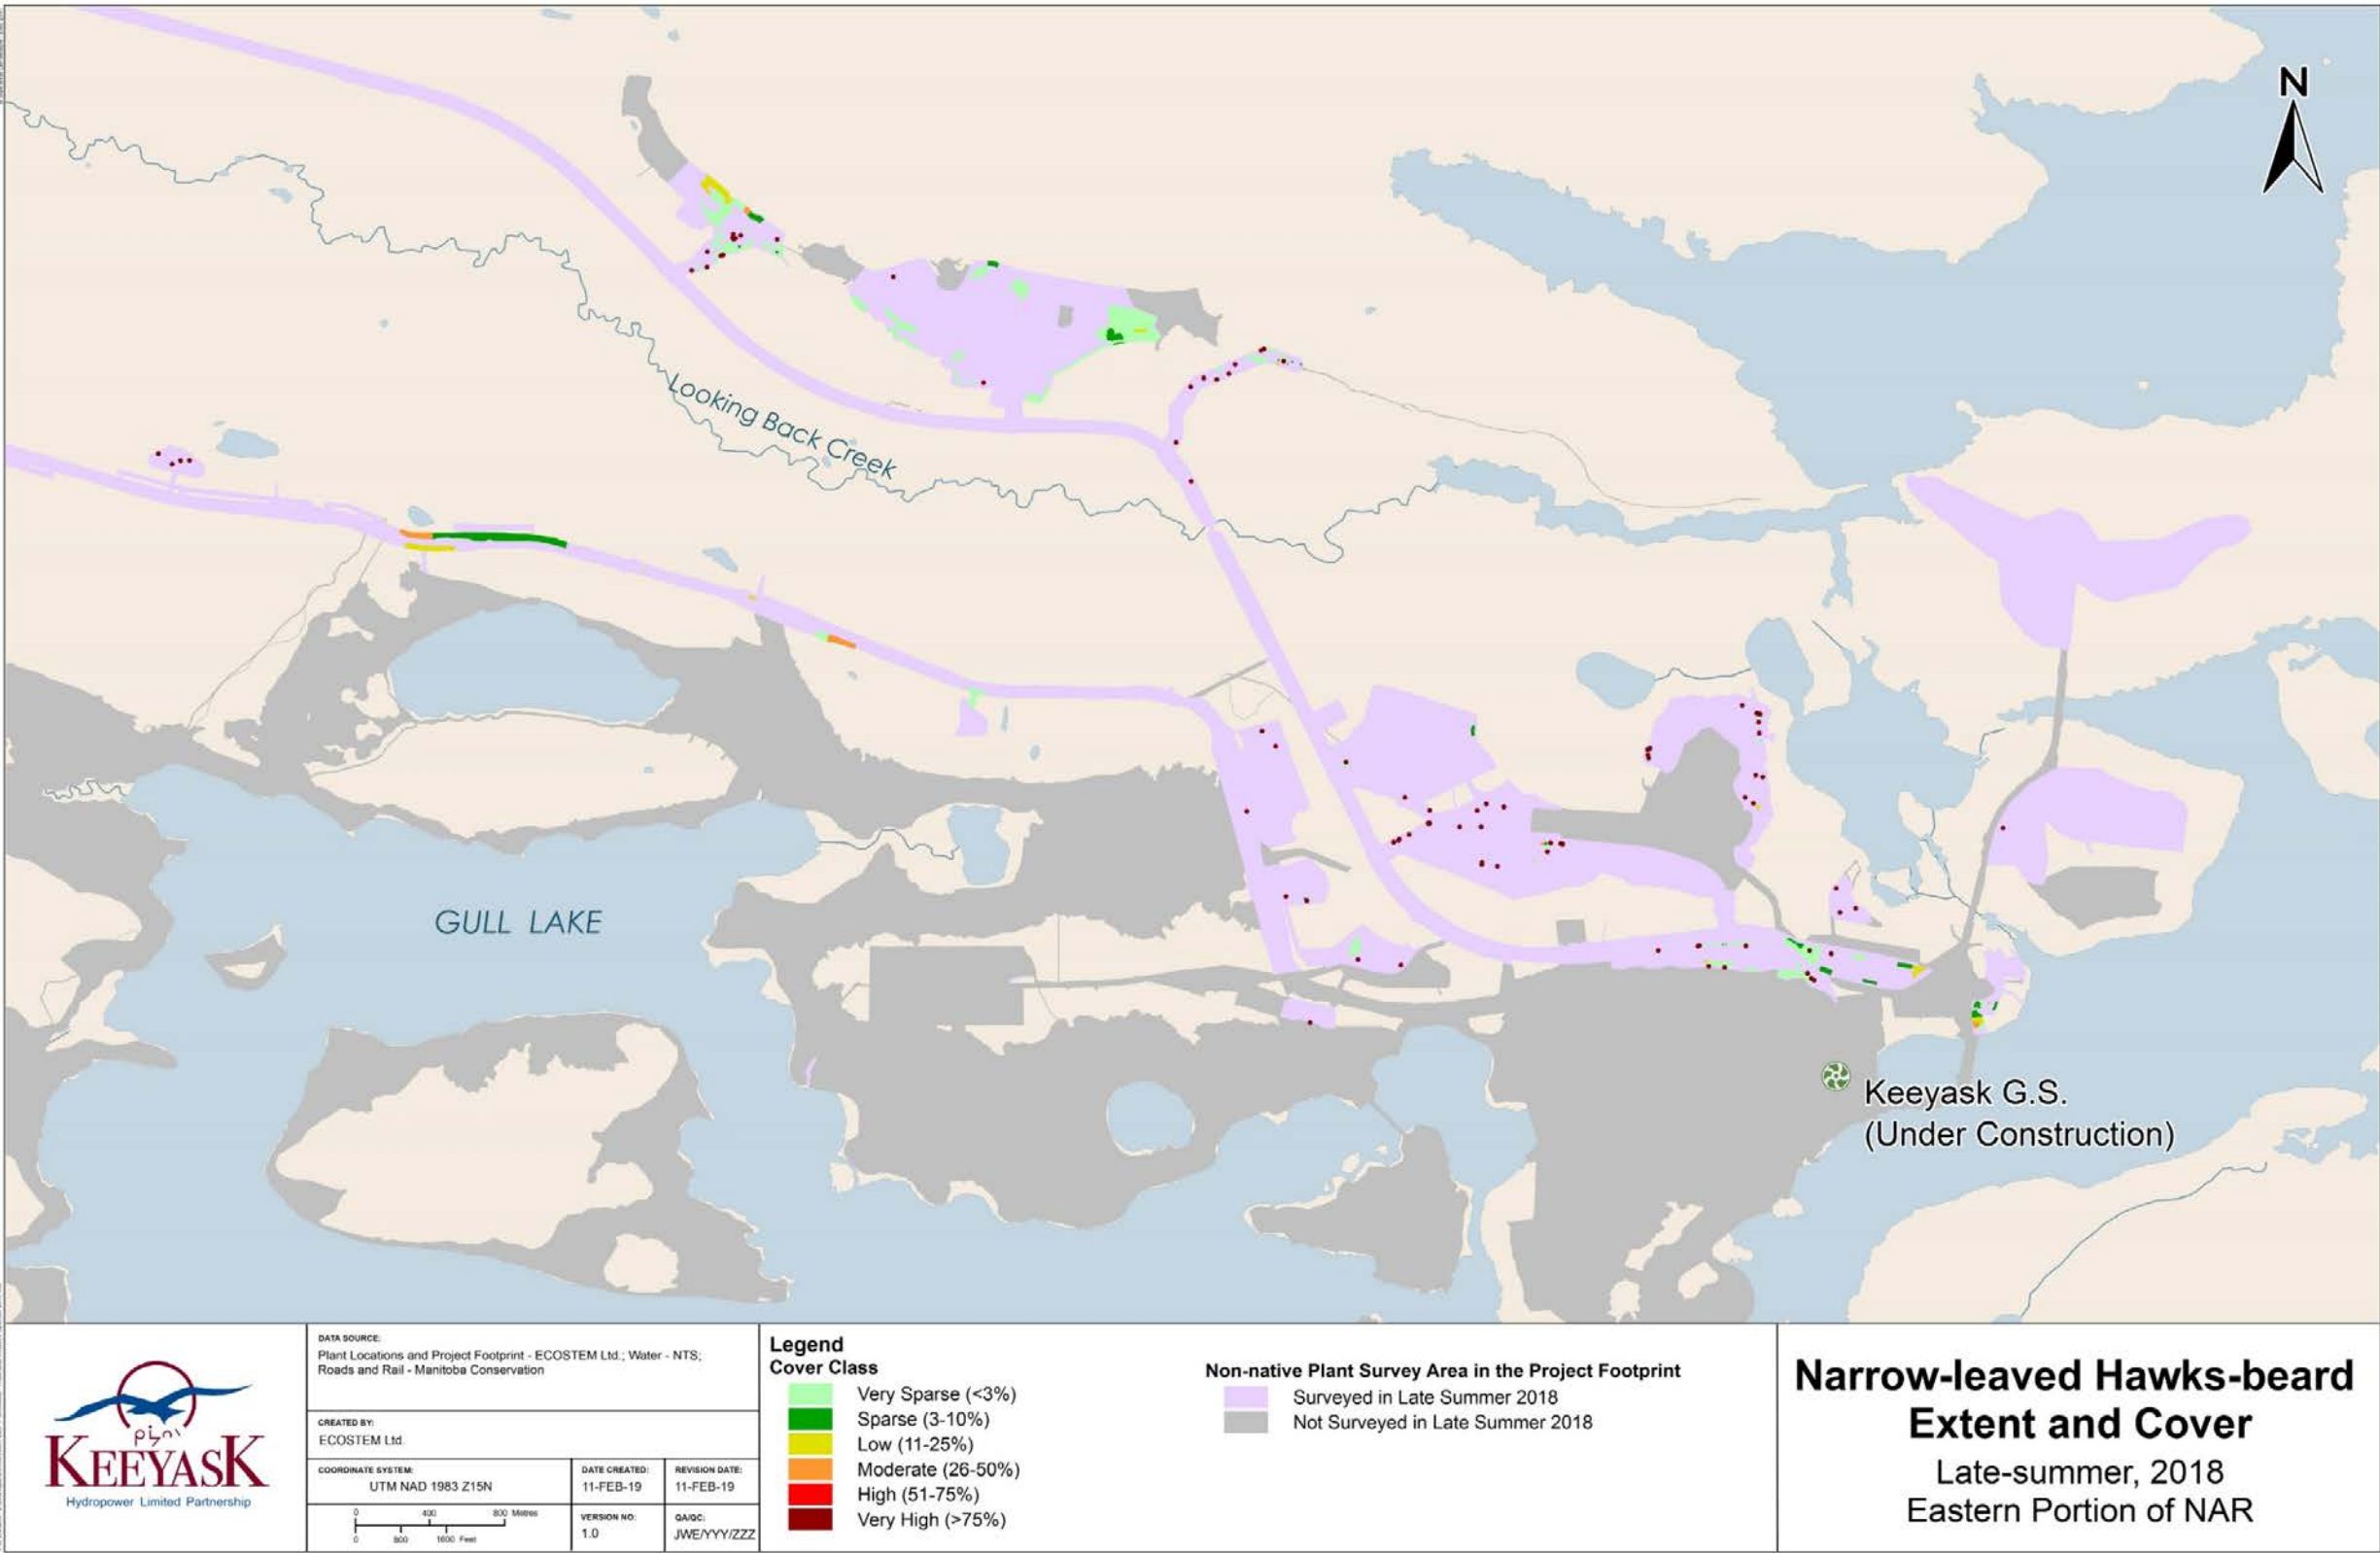 N
Looking Back Creek
GULL LAKE
Keeyask G.S.
(Under Construction)
KEEYASK
Hydropower Limited Partnership
DATA SOURCE:
Plant Locations and Project Footprint - ECOSTEM Ltd.; Water - NTS;
Roads and Rail - Manitoba Conservation
CREATED BY:
ECOSTEM Ltd.
COORDINATE SYSTEM:
UTM NAD 1983 Z15N
DATE CREATED:
11-FEB-19
REVISION DATE:
11-FEB-19
0 400 800 Metres
0 800 1600 Feet
VERSION NO:
1.0
QA/QC:
JWE/YYY/ZZZ
Legend
Cover Class
Very Sparse (<3%)
Sparse (3-10%)
Low (11-25%)
Moderate (26-50%)
High (51-75%)
Very High (>75%)
Non-native Plant Survey Area in the Project Footprint
Surveyed in Late Summer 2018
Not Surveyed in Late Summer 2018
Narrow-leaved Hawks-beard
Extent and Cover
Late-summer, 2018
Eastern Portion of NAR